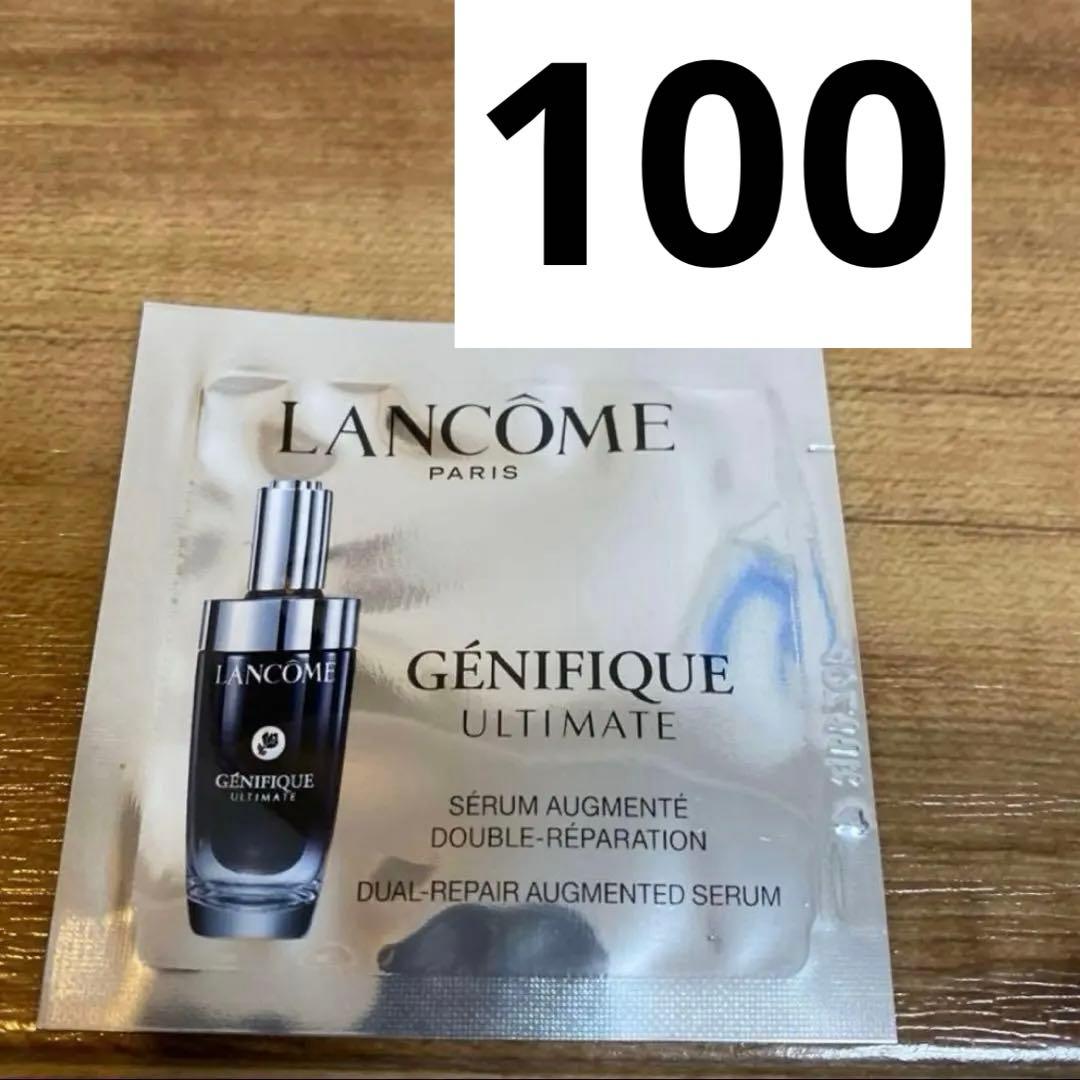 100
LANCÔME
PARIS
LANCÔME
GÉNIFIQUE
ULTIMATE
GÉNIFIQUE
ULTIMATE
SÉRUM AUGMENTÉ
DOUBLE-RÉPARATION
DUAL-REPAIR AUGMENTED SERUM